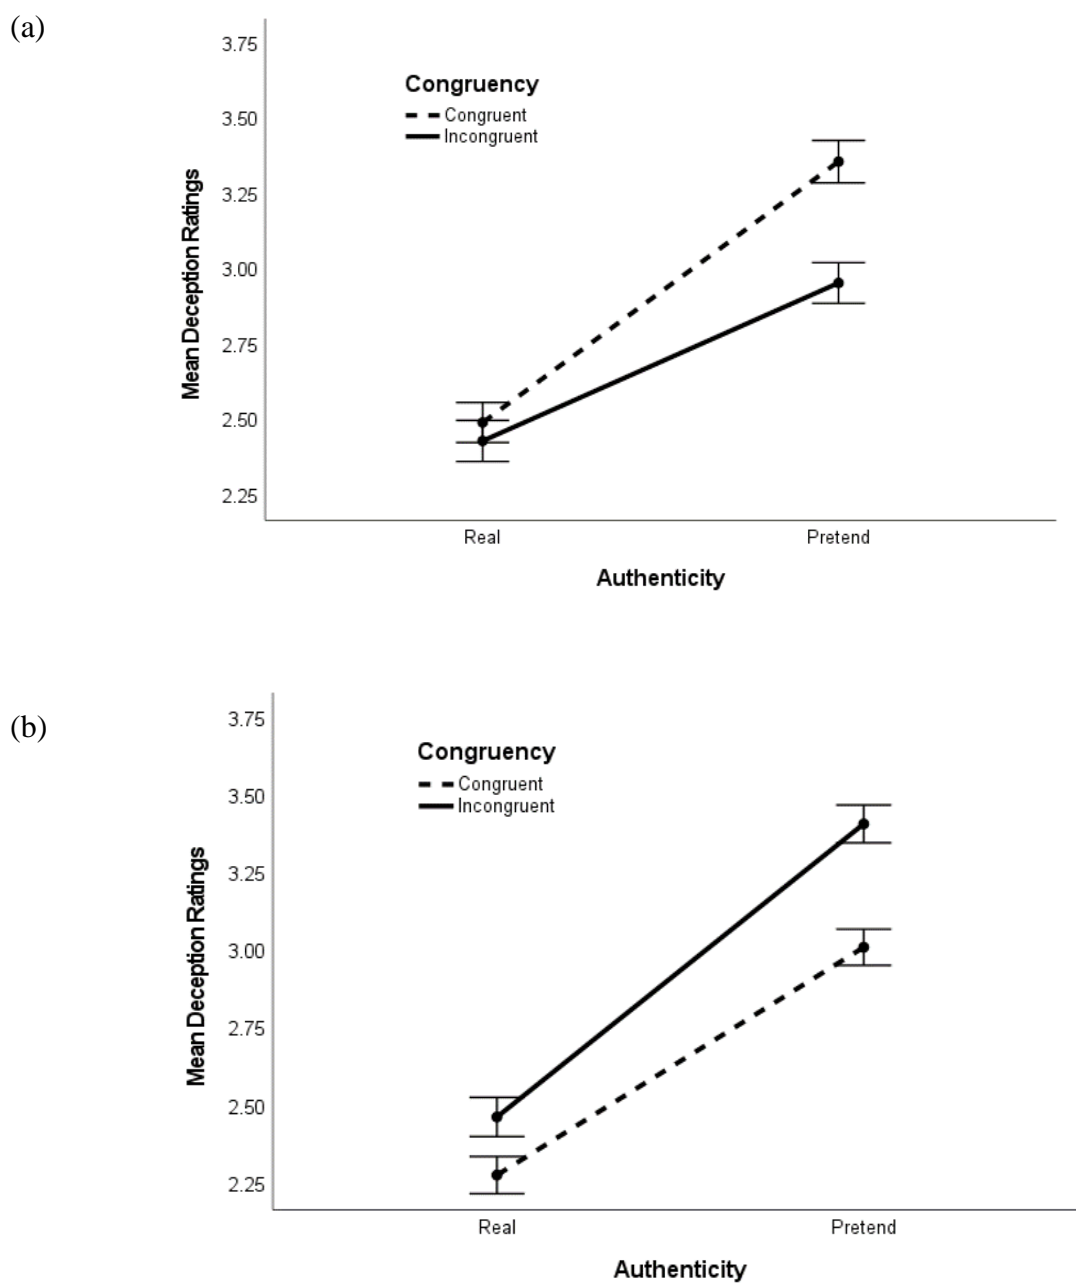 (a)
3.75
3.50
3.25
3.00
2.75
2.50
2.25
Mean Deception Ratings
Congruency
Congruent
Incongruent
Real
Pretend
Authenticity
(b)
3.75
3.50
3.25
3.00
2.75
2.50
2.25
Mean Deception Ratings
Congruency
Congruent
Incongruent
Real
Pretend
Authenticity